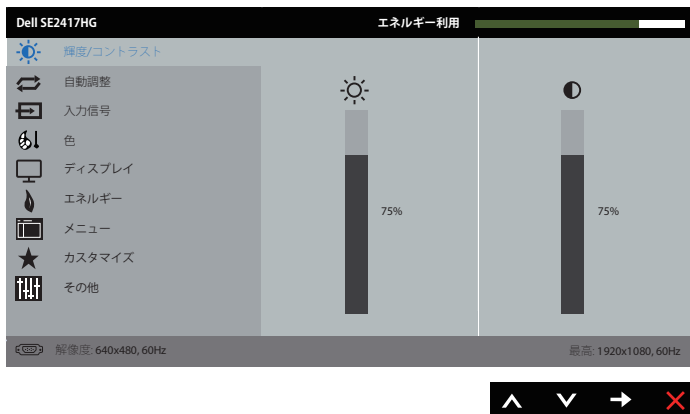 Dell SE2417HG エネルギー利用
輝度/コントラスト
自動調整
入力信号
色
ディスプレイ
エネルギー
メニュー
カスタマイズ
その他
75%
75%
解像度: 640x480, 60Hz
最高: 1920x1080, 60Hz